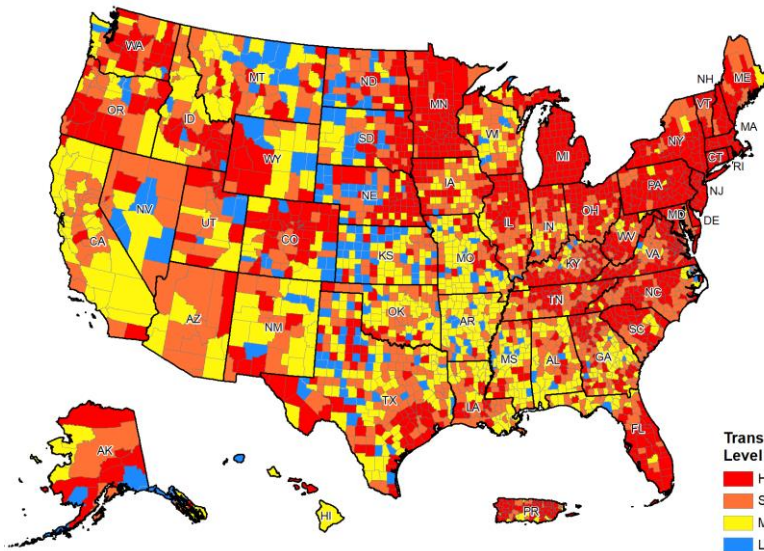 WA
MT
ND
MN
ME
NH
VT
OR
ID
SD
WI
NY
MA
WY
MI
CT
RI
IA
PA
NJ
NV
NE
OH
MD
DE
UT
IL
IN
CA
CO
WV
VA
KS
MO
KY
NC
TN
AZ
NM
OK
AR
SC
MS
AL
GA
TX
LA
FL
AK
HI
PR
Trans
Level
H
S
M
L